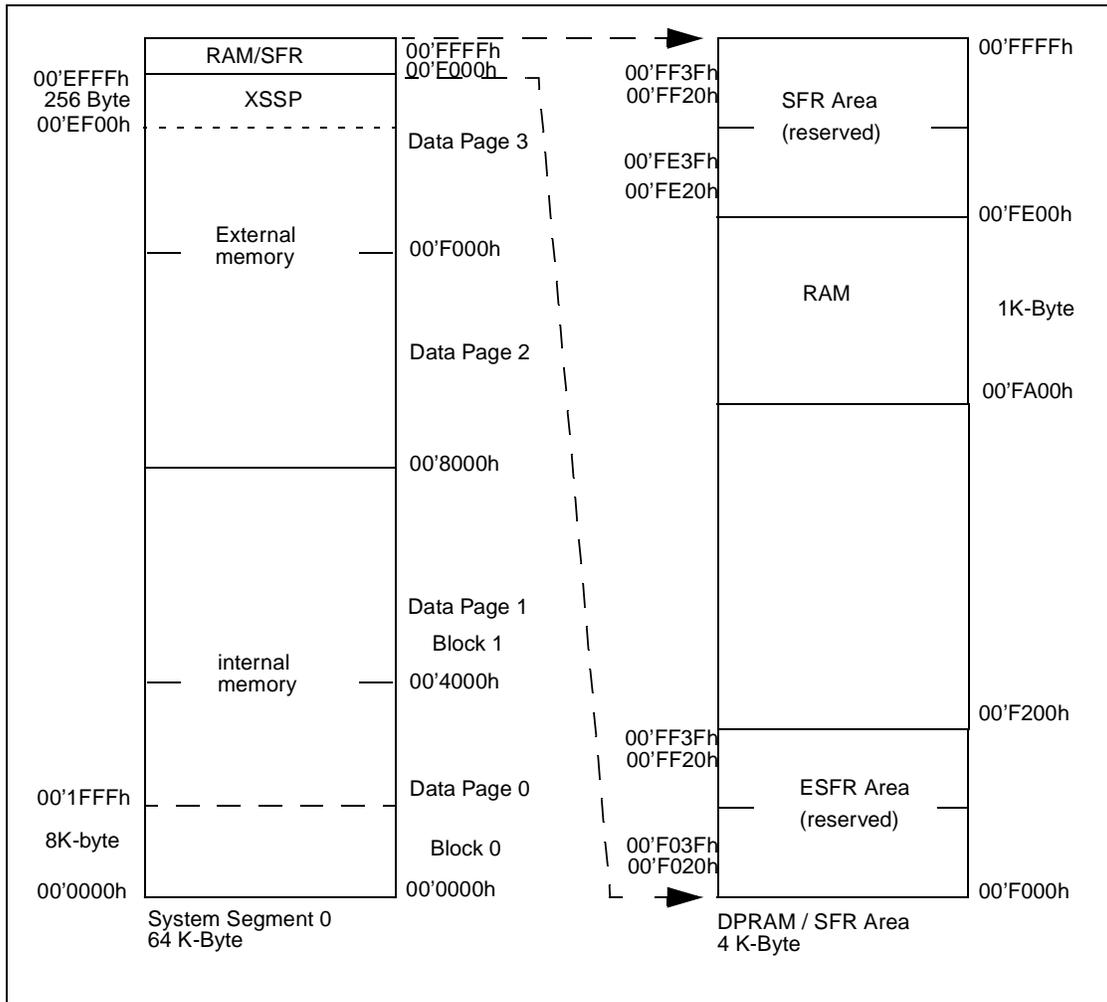 RAM/SFR
00'FFFFh
00'F000h
00'EFFFh
256 Byte
XSSP
00'EF00h
Data Page 3
External
memory
00'F000h
Data Page 2
00'8000h
Data Page 1
Block 1
internal
memory
00'4000h
Data Page 0
00'1FFFh
8K-byte
Block 0
00'0000h
00'0000h
System Segment 0
64 K-Byte
00'FFFFh
00'FF3Fh
00'FF20h
SFR Area
(reserved)
00'FE3Fh
00'FE20h
00'FE00h
RAM
1K-Byte
00'FA00h
00'F200h
00'FF3Fh
00'FF20h
ESFR Area
(reserved)
00'F03Fh
00'F020h
00'F000h
DPRAM / SFR Area
4 K-Byte